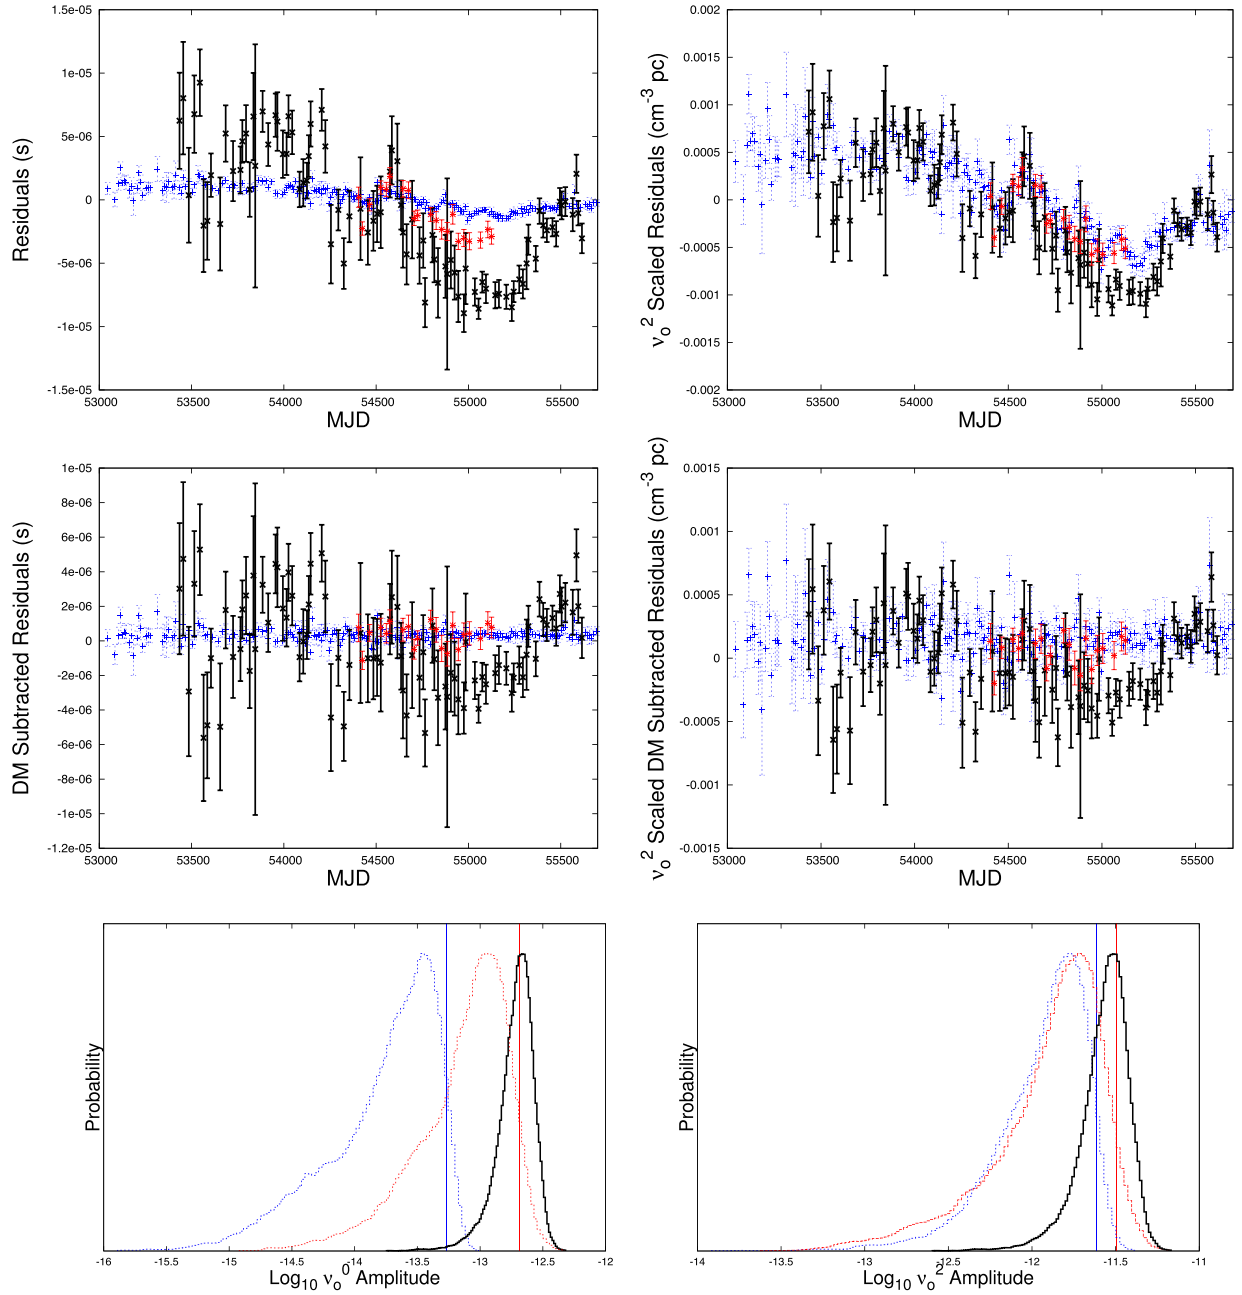 1.5e-05
1e-05
5e-06
0
-5e-06
-1e-05
-1.5e-05
53000 53500 54000 54500 55000 55500
MJD
Residuals (s)
0.002
0.0015
0.001
0.0005
0
-0.0005
-0.001
-0.0015
-0.002
53000 53500 54000 54500 55000 55500
MJD
νo² Scaled Residuals (cm⁻³ pc)
1e-05
8e-06
6e-06
4e-06
2e-06
0
-2e-06
-4e-06
-6e-06
-8e-06
-1e-05
-1.2e-05
53000 53500 54000 54500 55000 55500
MJD
DM Subtracted Residuals (s)
0.0015
0.001
0.0005
0
-0.0005
-0.001
-0.0015
53000 53500 54000 54500 55000 55500
MJD
νo² Scaled DM Subtracted Residuals (cm⁻³ pc)
Probability
-16 -15.5 -15 -14.5 -14 -13.5 -13 -12.5 -12
Log₁₀ νo⁰ Amplitude
Probability
-14 -13.5 -13 -12.5 -12 -11.5 -11
Log₁₀ νo² Amplitude